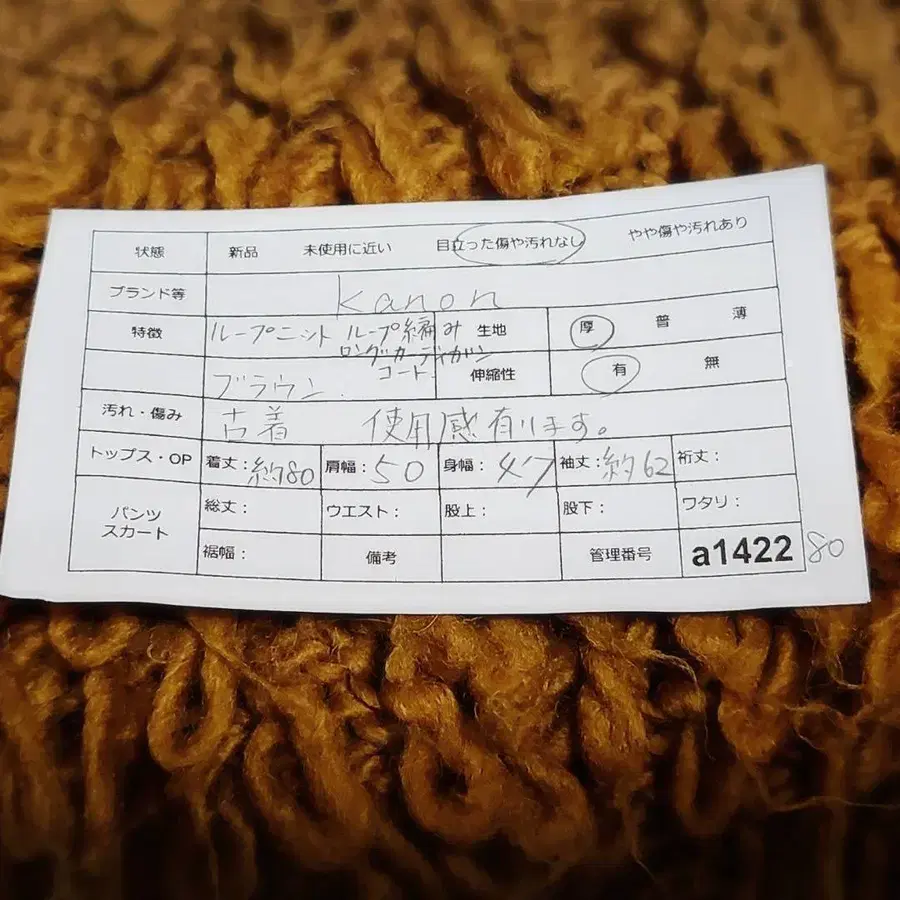 状態 新品 未使用に近い 目立った傷や汚れなし やや傷や汚れあり
ブランド等 Kanon
特徴 ループニット ループ編み 生地 厚 普 薄
ロングカーディガン
ブラウン. コート. 伸縮性 有 無
汚れ・傷み 古着 使用感有ります。
トップス・OP 着丈:約80 肩幅:50 身幅:47 袖丈:約62 裄丈:
パンツ 総丈: ウエスト: 股上: 股下: ワタリ:
スカート
裾幅: 備考 管理番号 a1422 80